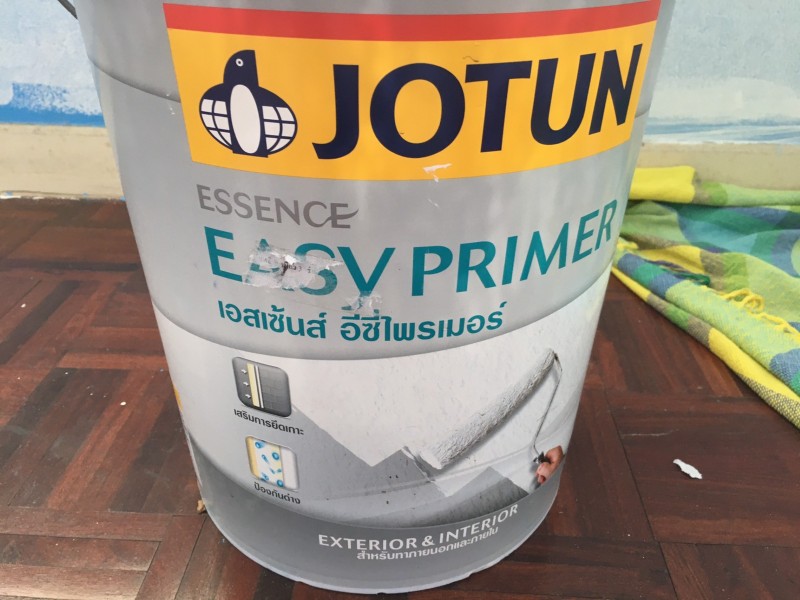 JOTUN
ESSENCE
EASY PRIMER
เอสเซ้นส์ อีซี่ไพรเมอร์
เสริมการยึดเกาะ
ป้องกันด่าง
EXTERIOR & INTERIOR
สำหรับทาภายนอกและภายใน